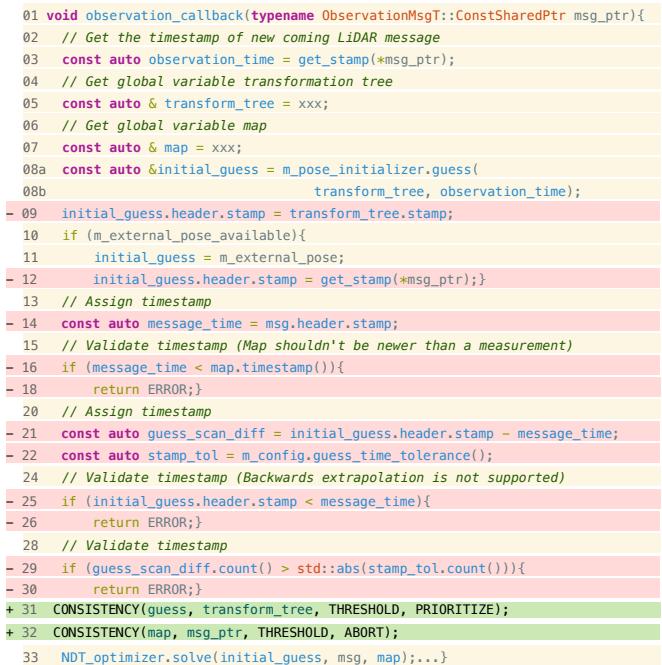 01 void observation_callback(typename ObservationMsgT::ConstSharedPtr msg_ptr){
02 // Get the timestamp of new coming LiDAR message
03 const auto observation_time = get_stamp(*msg_ptr);
04 // Get global variable transformation tree
05 const auto & transform_tree = xxx;
06 // Get global variable map
07 const auto & map = xxx;
08a const auto &initial_guess = m_pose_initializer.guess(
08b transform_tree, observation_time);
- 09 initial_guess.header.stamp = transform_tree.stamp;
10 if (m_external_pose_available){
11 initial_guess = m_external_pose;
- 12 initial_guess.header.stamp = get_stamp(*msg_ptr);}
13 // Assign timestamp
- 14 const auto message_time = msg.header.stamp;
15 // Validate timestamp (Map shouldn't be newer than a measurement)
- 16 if (message_time < map.timestamp()){
- 18 return ERROR;}
20 // Assign timestamp
- 21 const auto guess_scan_diff = initial_guess.header.stamp - message_time;
- 22 const auto stamp_tol = m_config.guess_time_tolerance();
24 // Validate timestamp (Backwards extrapolation is not supported)
- 25 if (initial_guess.header.stamp < message_time){
- 26 return ERROR;}
28 // Validate timestamp
- 29 if (guess_scan_diff.count() > std::abs(stamp_tol.count())){
- 30 return ERROR;}
+ 31 CONSISTENCY(guess, transform_tree, THRESHOLD, PRIORITIZE);
+ 32 CONSISTENCY(map, msg_ptr, THRESHOLD, ABORT);
33 NDT_optimizer.solve(initial_guess, msg, map);...}